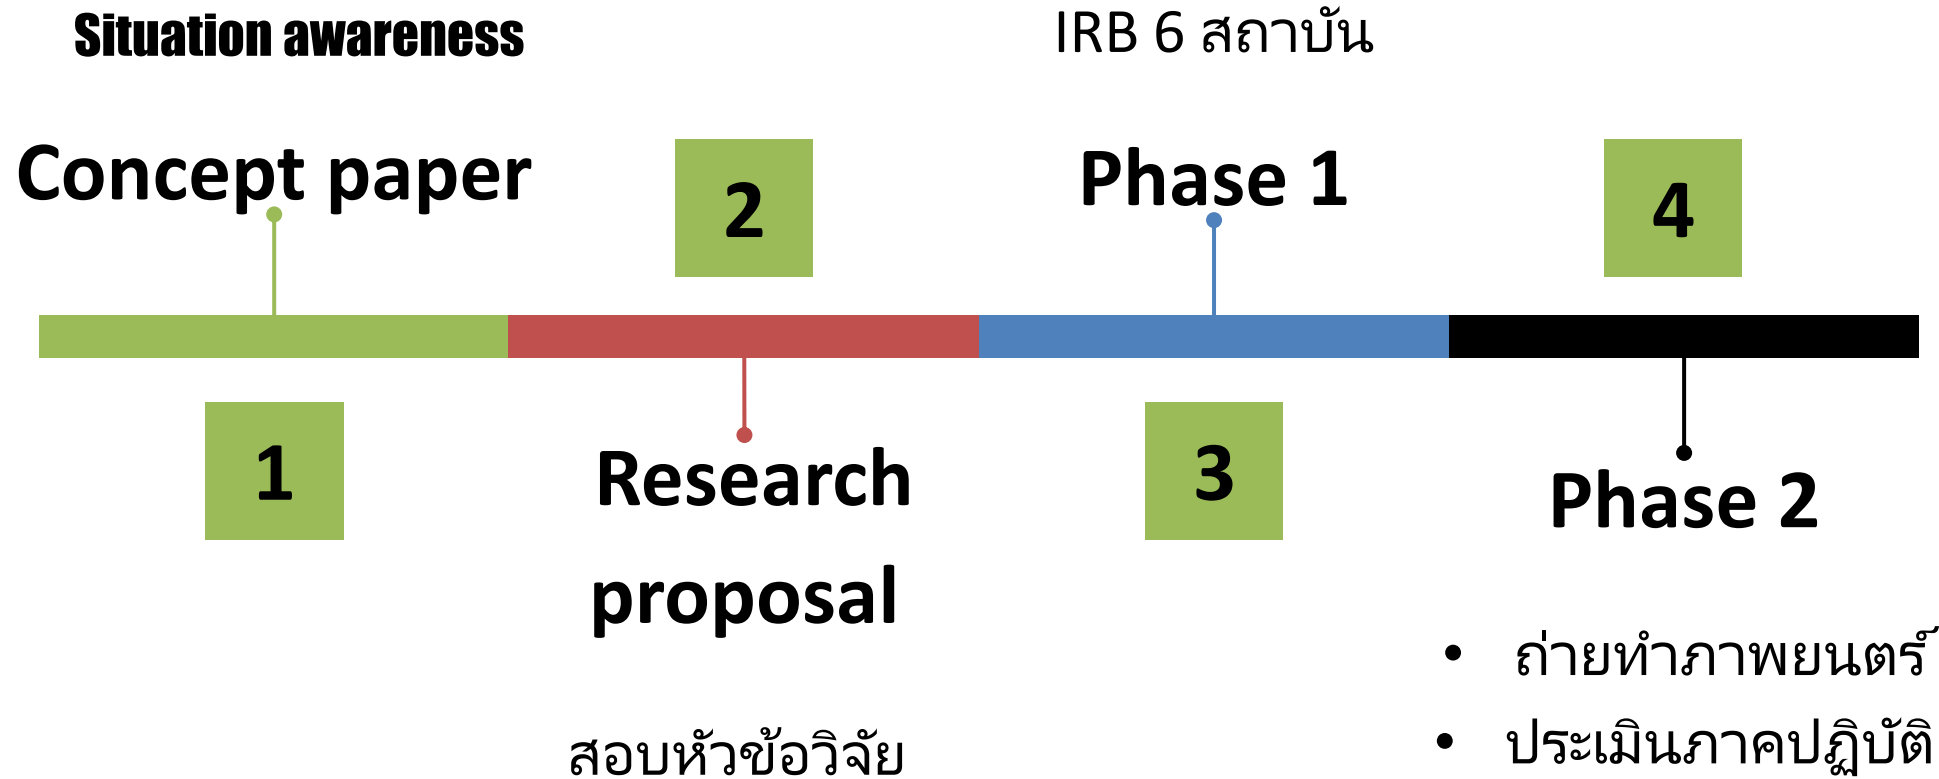 Situation awareness
IRB 6 สถาบัน
Concept paper
2
Phase 1
4
1
Research
proposal
3
Phase 2
สอบหัวข้อวิจัย
• ถ่ายทำภาพยนตร์
• ประเมินภาคปฏิบัติ